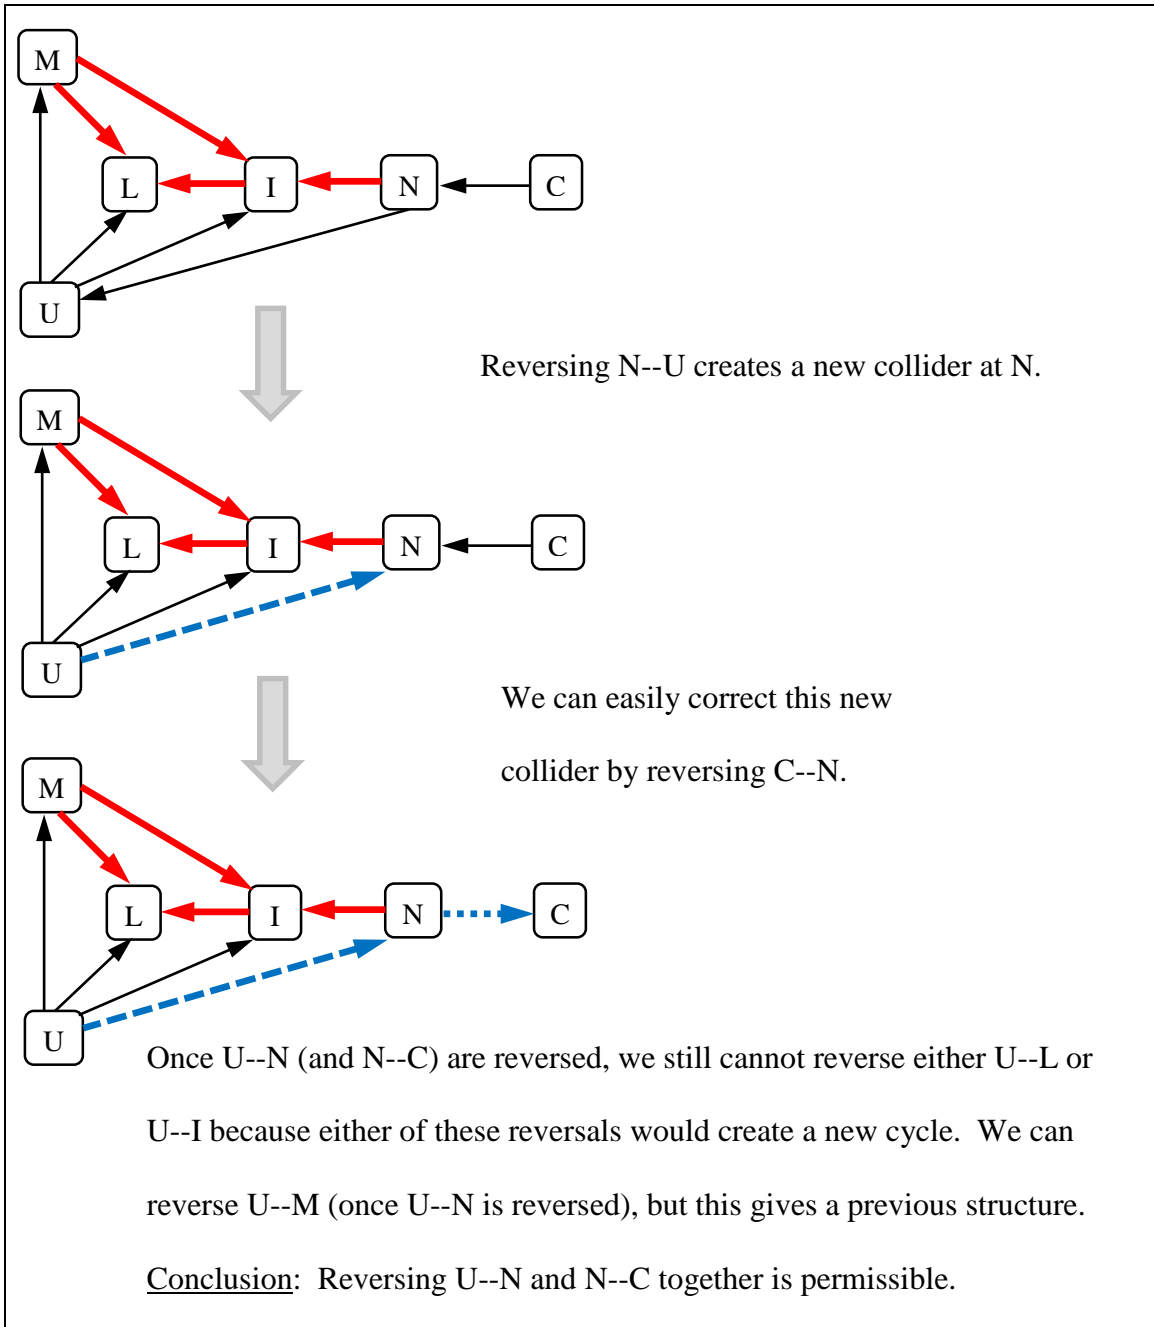 M
L
I
N
C
U
Reversing N--U creates a new collider at N.
M
L
I
N
C
U
We can easily correct this new
collider by reversing C--N.
M
L
I
N
C
U
Once U--N (and N--C) are reversed, we still cannot reverse either U--L or
U--I because either of these reversals would create a new cycle.  We can
reverse U--M (once U--N is reversed), but this gives a previous structure.
Conclusion:  Reversing U--N and N--C together is permissible.